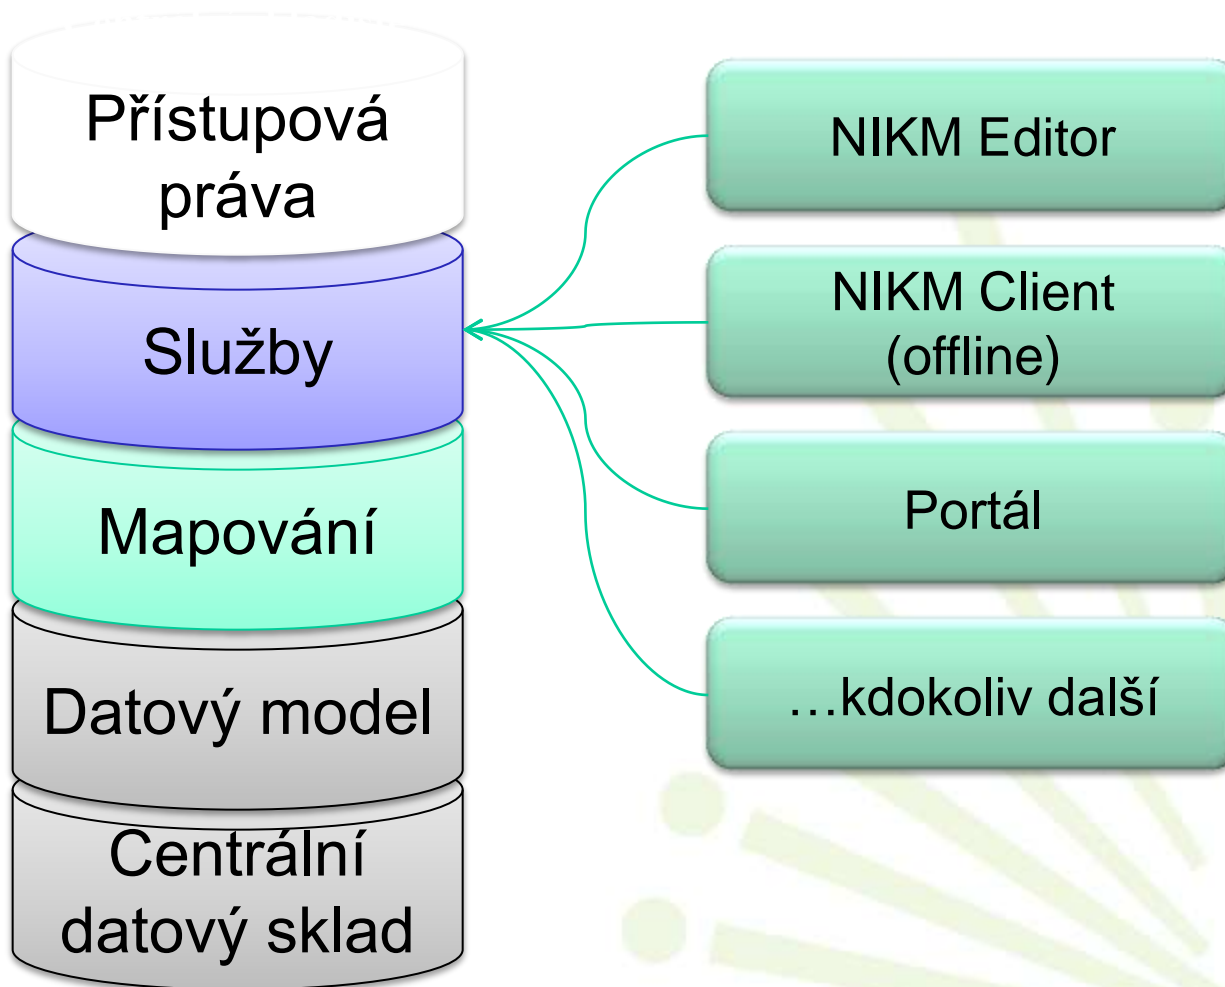 Přístupová
práva
Služby
Mapování
Datový model
Centrální
datový sklad
NIKM Editor
NIKM Client
(offline)
Portál
…kdokoliv další